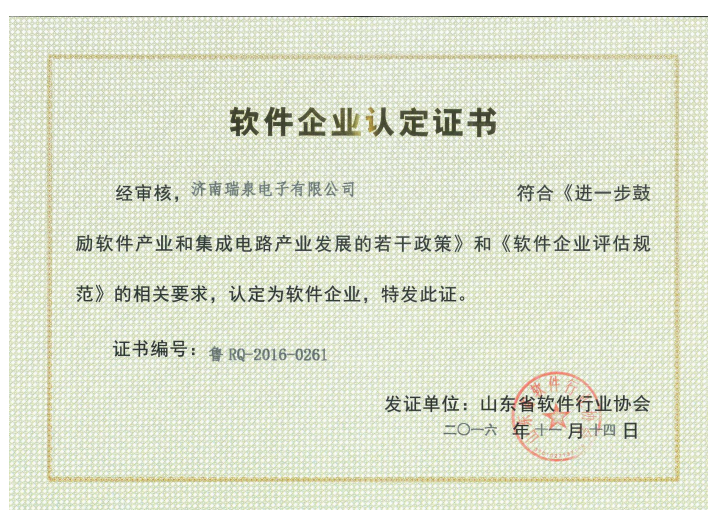 软件企业认定证书
经审核，济南瑞泉电子有限公司 符合《进一步鼓
励软件产业和集成电路产业发展的若干政策》和《软件企业评估规
范》的相关要求，认定为软件企业，特发此证。
证书编号：鲁 RQ-2016-0261
发证单位：山东省软件行业协会
二〇一六 年 十一 月 十四 日